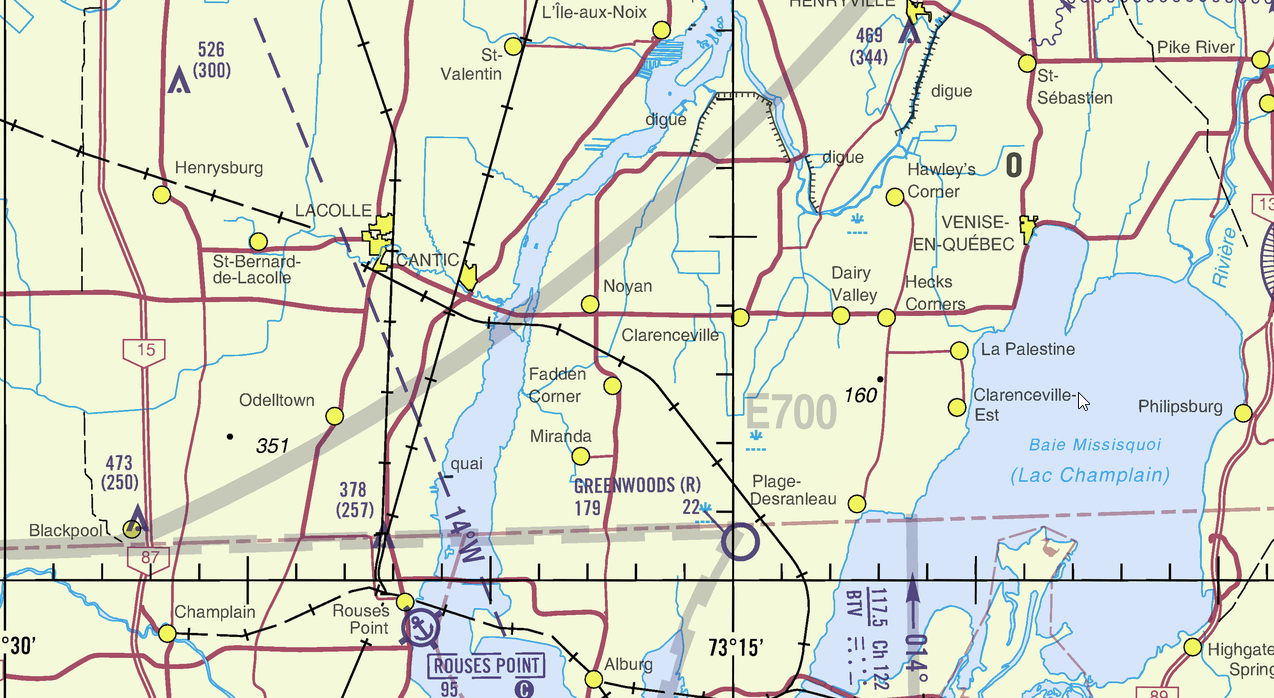 L'Île-aux-Noix
HENRYVILLE
526
(300)
St-
Valentin
469
(344)
Pike River
St-
Sébastien
digue
digue
digue
Henrysburg
Hawley's
Corner
0
LACOLLE
VENISE-
EN-QUÉBEC
13
St-Bernard-
de-Lacolle
CANTIC
Rivière
Noyan
Dairy
Valley
Hecks
Corners
Clarenceville
15
La Palestine
Fadden
Corner
Odelltown
160
E700
Clarenceville-
Est
Philipsburg
351
Miranda
Baie Missisquoi
(Lac Champlain)
473
(250)
quai
378
(257)
GREENWOODS (R)
179
22
Plage-
Desranleau
14°W
Blackpool
87
Champlain
Rouses
Point
117.5 Ch 122
BTV
014°
°30'
73°15'
Highgate
Spring
ROUSES POINT
95
C
Alburg
89